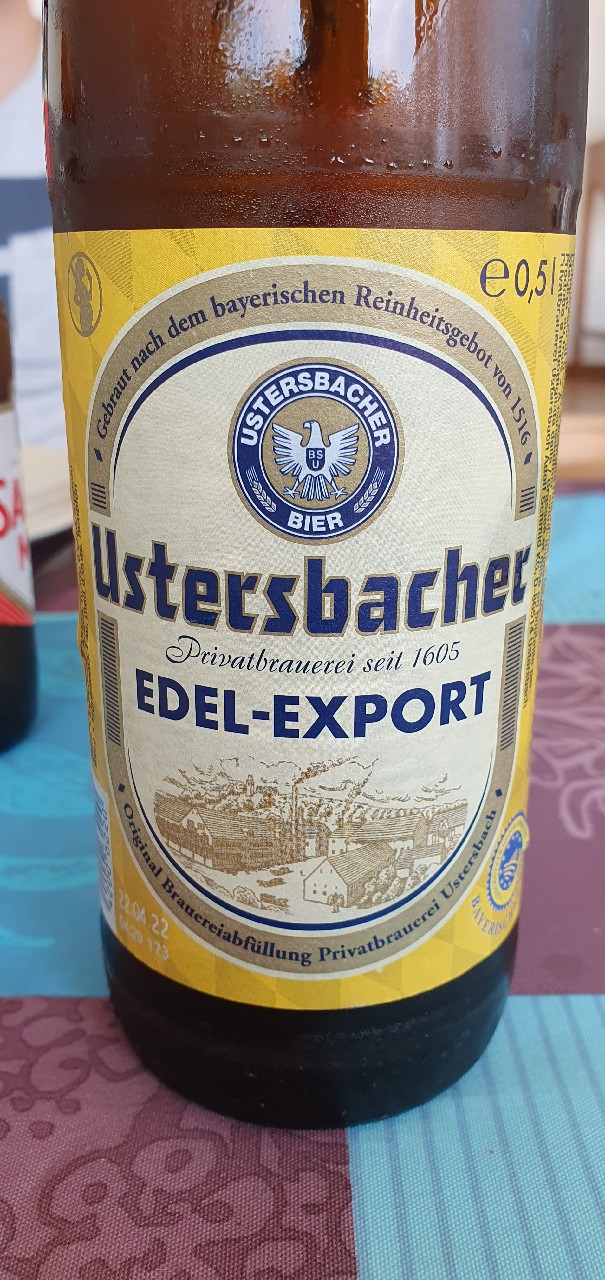 e 0,5 l
Gebraut nach dem bayerischen Reinheitsgebot von 1516
USTERSBACHER
BSU
BIER
Ustersbacher
Privatbrauerei seit 1605
EDEL-EXPORT
Original Brauereiabfüllung Privatbrauerei Ustersbach
22.04.22
SA